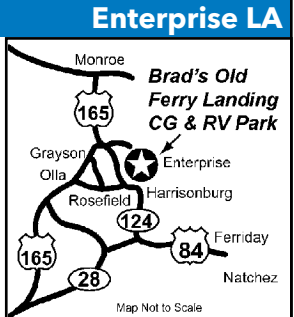 Enterprise LA
Monroe
Brad's Old
Ferry Landing
CG & RV Park
165
Grayson
Enterprise
Olla
Rosefield
Harrisonburg
124
Ferriday
84
165
28
Natchez
Map Not to Scale